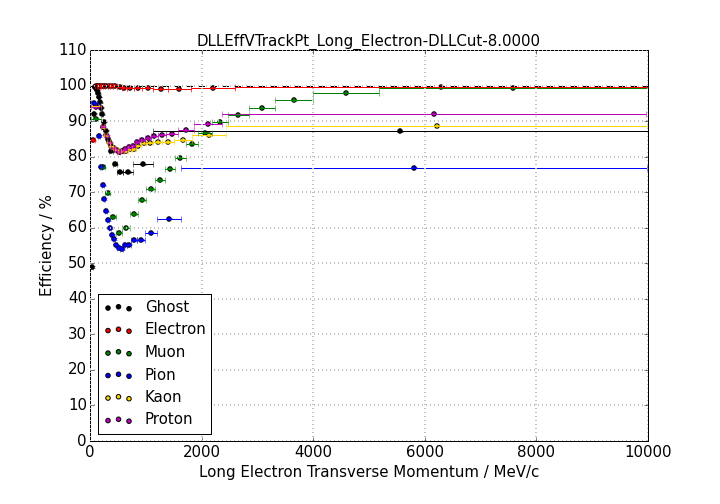 DLLEffVTrackPt_Long_Electron-DLLCut-8.0000
110
100
90
80
70
60
50
40
30
20
10
0
Efficiency / %
Ghost
Electron
Muon
Pion
Kaon
Proton
0 2000 4000 6000 8000 10000
Long Electron Transverse Momentum / MeV/c